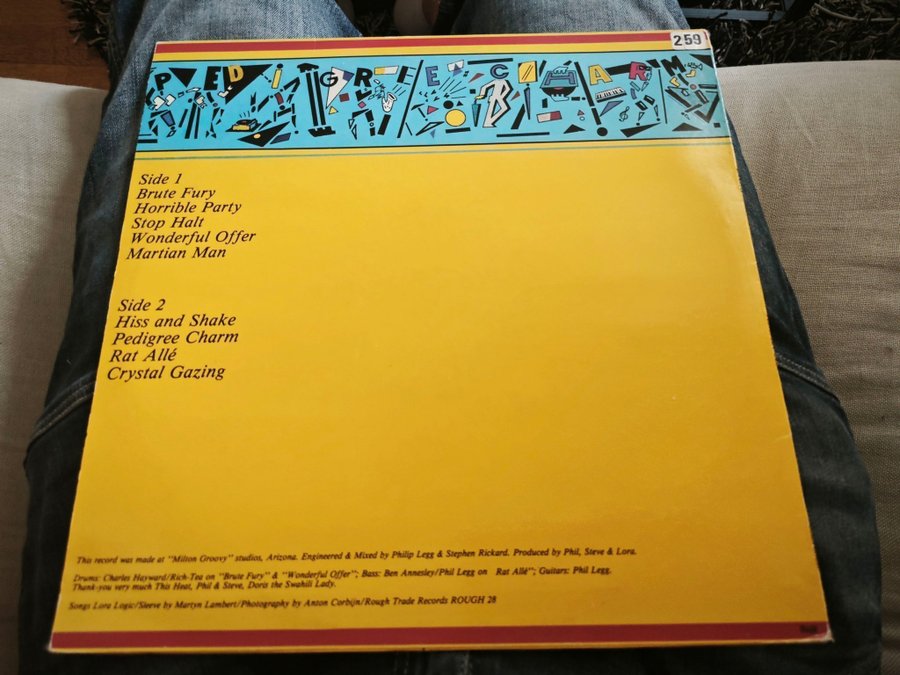 259
PEDIGREE CHARM
Side 1
Brute Fury
Horrible Party
Stop Halt
Wonderful Offer
Martian Man
Side 2
Hiss and Shake
Pedigree Charm
Rat Allé
Crystal Gazing
This record was made at "Milton Groovy" studios, Arizona. Engineered & Mixed by Philip Legg & Stephen Rickard. Produced by Phil, Steve & Lora.
Drums: Charles Hayward/Rich-Tea on "Brute Fury" & "Wonderful Offer"; Bass: Ben Annesley/Phil Legg on Rat Allé"; Guitars: Phil Legg.
Thank-you very much This Heat, Phil & Steve, Dora the Swahili Lady.
Songs Lora Logic/Sleeve by Martyn Lambert/Photography by Anton Corbijn/Rough Trade Records ROUGH 28